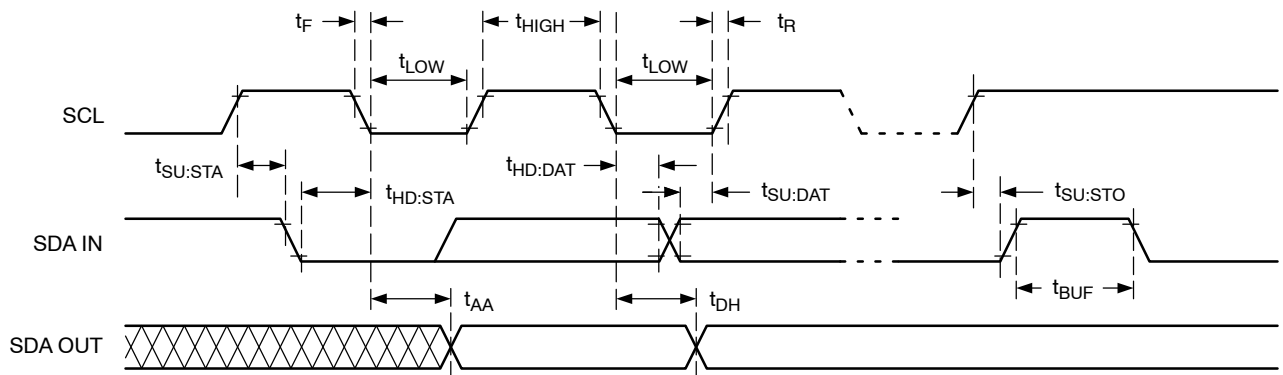 tF
tHIGH
tR
tLOW
tLOW
SCL
tSU:STA
tHD:STA
tHD:DAT
tSU:DAT
tSU:STO
SDA IN
tBUF
tAA
tDH
SDA OUT